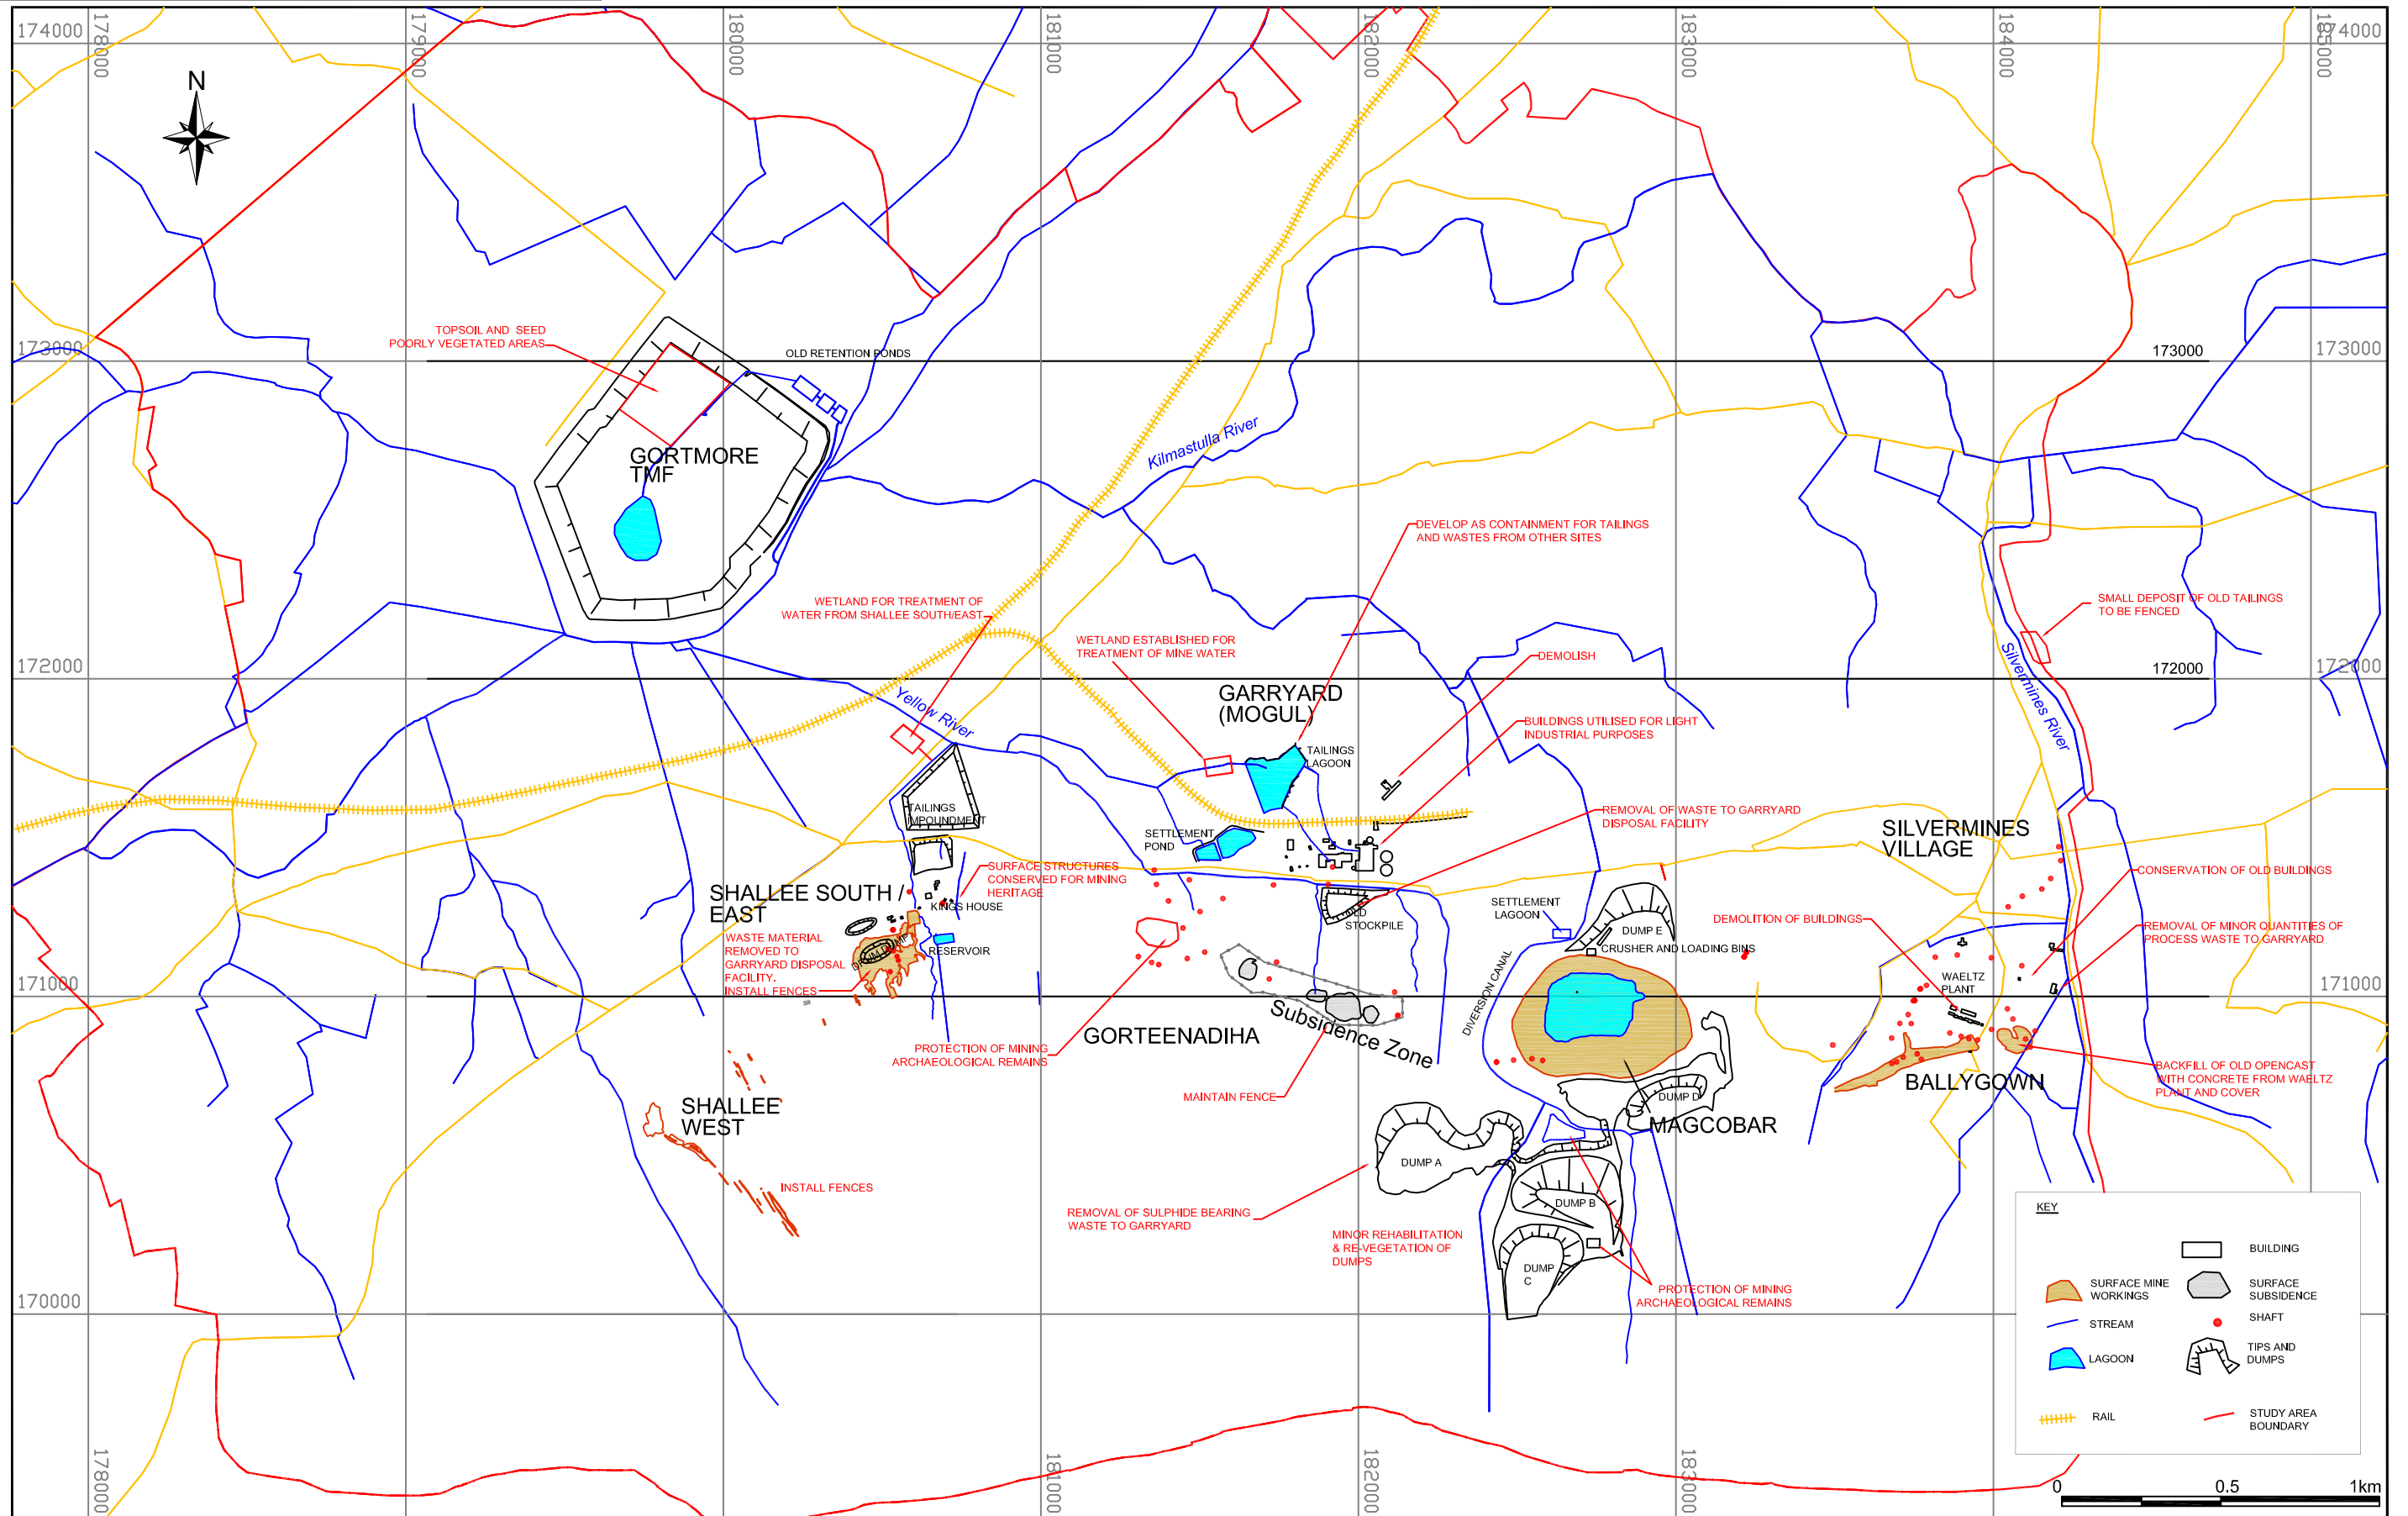 174000
178000
179000
180000
181000
182000
183000
184000
185000
174000
N
TOPSOIL AND SEED
POORLY VEGETATED AREAS
173000
OLD RETENTION PONDS
173000
173000
GORTMORE
TMF
Kilmastulla River
DEVELOP AS CONTAINMENT FOR TAILINGS
AND WASTES FROM OTHER SITES
WETLAND FOR TREATMENT OF
WATER FROM SHALLEE SOUTH/EAST
WETLAND ESTABLISHED FOR
TREATMENT OF MINE WATER
DEMOLISH
SMALL DEPOSIT OF OLD TAILINGS
TO BE FENCED
172000
172000
172000
Silvermines River
Yellow River
GARRYARD
(MOGUL)
BUILDINGS UTILISED FOR LIGHT
INDUSTRIAL PURPOSES
TAILINGS
LAGOON
TAILINGS
IMPOUNDMENT
SETTLEMENT
POND
REMOVAL OF WASTE TO GARRYARD
DISPOSAL FACILITY
SILVERMINES
VILLAGE
SHALLEE SOUTH /
EAST
SURFACE STRUCTURES
CONSERVED FOR MINING
HERITAGE
KINGS HOUSE
CONSERVATION OF OLD BUILDINGS
OLD
STOCKPILE
SETTLEMENT
LAGOON
DUMP E
CRUSHER AND LOADING BINS
DEMOLITION OF BUILDINGS
REMOVAL OF MINOR QUANTITIES OF
PROCESS WASTE TO GARRYARD
WASTE MATERIAL
REMOVED TO
GARRYARD DISPOSAL
FACILITY.
INSTALL FENCES
DRUM DUMP
RESERVOIR
WAELTZ
PLANT
171000
171000
DIVERSION CANAL
Subsidence Zone
GORTEENADIHA
PROTECTION OF MINING
ARCHAEOLOGICAL REMAINS
MAINTAIN FENCE
BACKFILL OF OLD OPENCAST
WITH CONCRETE FROM WAELTZ
PLANT AND COVER
BALLYGOWN
DUMP D
MAGCOBAR
SHALLEE
WEST
DUMP A
INSTALL FENCES
DUMP B
REMOVAL OF SULPHIDE BEARING
WASTE TO GARRYARD
MINOR REHABILITATION
& RE-VEGETATION OF
DUMPS
DUMP
C
PROTECTION OF MINING
ARCHAEOLOGICAL REMAINS
170000
KEY
BUILDING
SURFACE MINE
WORKINGS
SURFACE
SUBSIDENCE
STREAM
SHAFT
LAGOON
TIPS AND
DUMPS
RAIL
STUDY AREA
BOUNDARY
0
0.5
1km
178000
181000
182000
183000